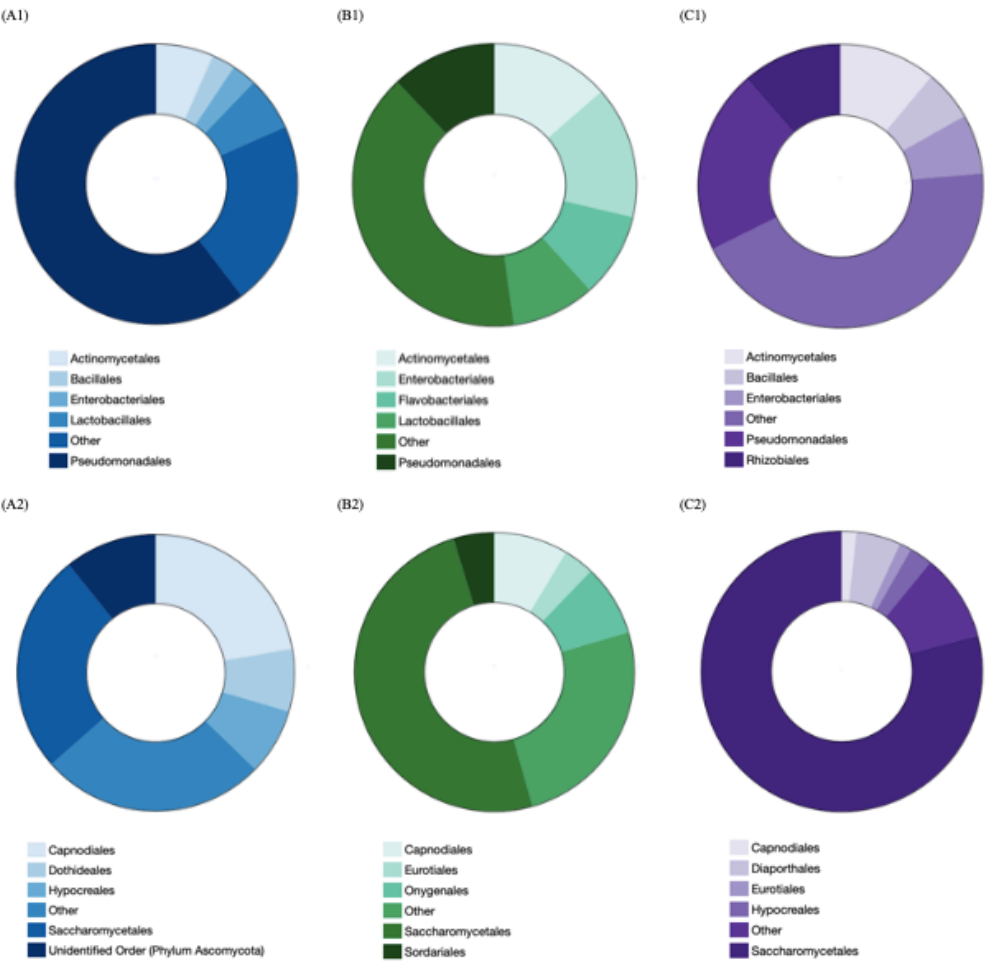 (A1)
(B1)
(C1)
Actinomycetales
Bacillales
Enterobacteriales
Lactobacillales
Other
Pseudomonadales
Actinomycetales
Enterobacteriales
Flavobacteriales
Lactobacillales
Other
Pseudomonadales
Actinomycetales
Bacillales
Enterobacteriales
Other
Pseudomonadales
Rhizobiales
(A2)
(B2)
(C2)
Capnodiales
Dothideales
Hypocreales
Other
Saccharomycetales
Unidentified Order (Phylum Ascomycota)
Capnodiales
Eurotiales
Onygenales
Other
Saccharomycetales
Sordariales
Capnodiales
Diaporthales
Eurotiales
Hypocreales
Other
Saccharomycetales